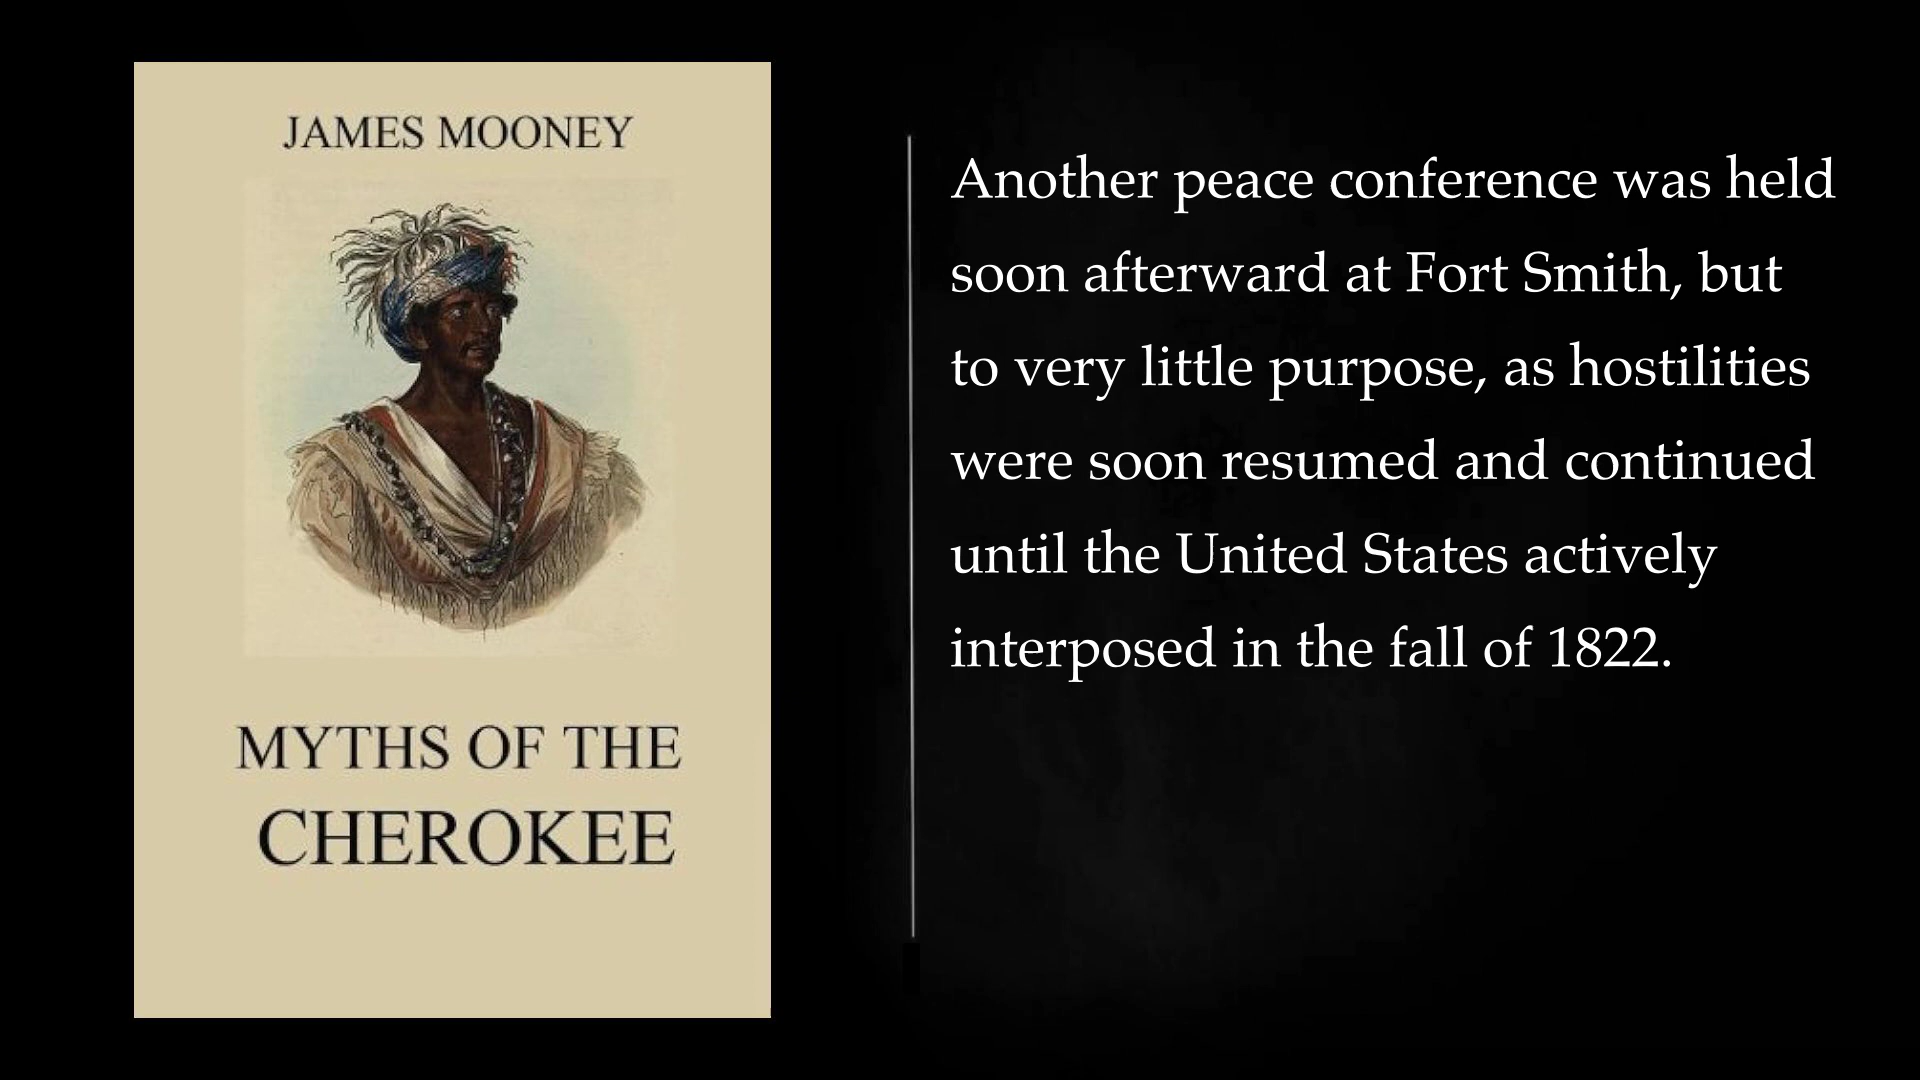 JAMES MOONEY
MYTHS OF THE
CHEROKEE
Another peace conference was held
soon afterward at Fort Smith, but
to very little purpose, as hostilities
were soon resumed and continued
until the United States actively
interposed in the fall of 1822.